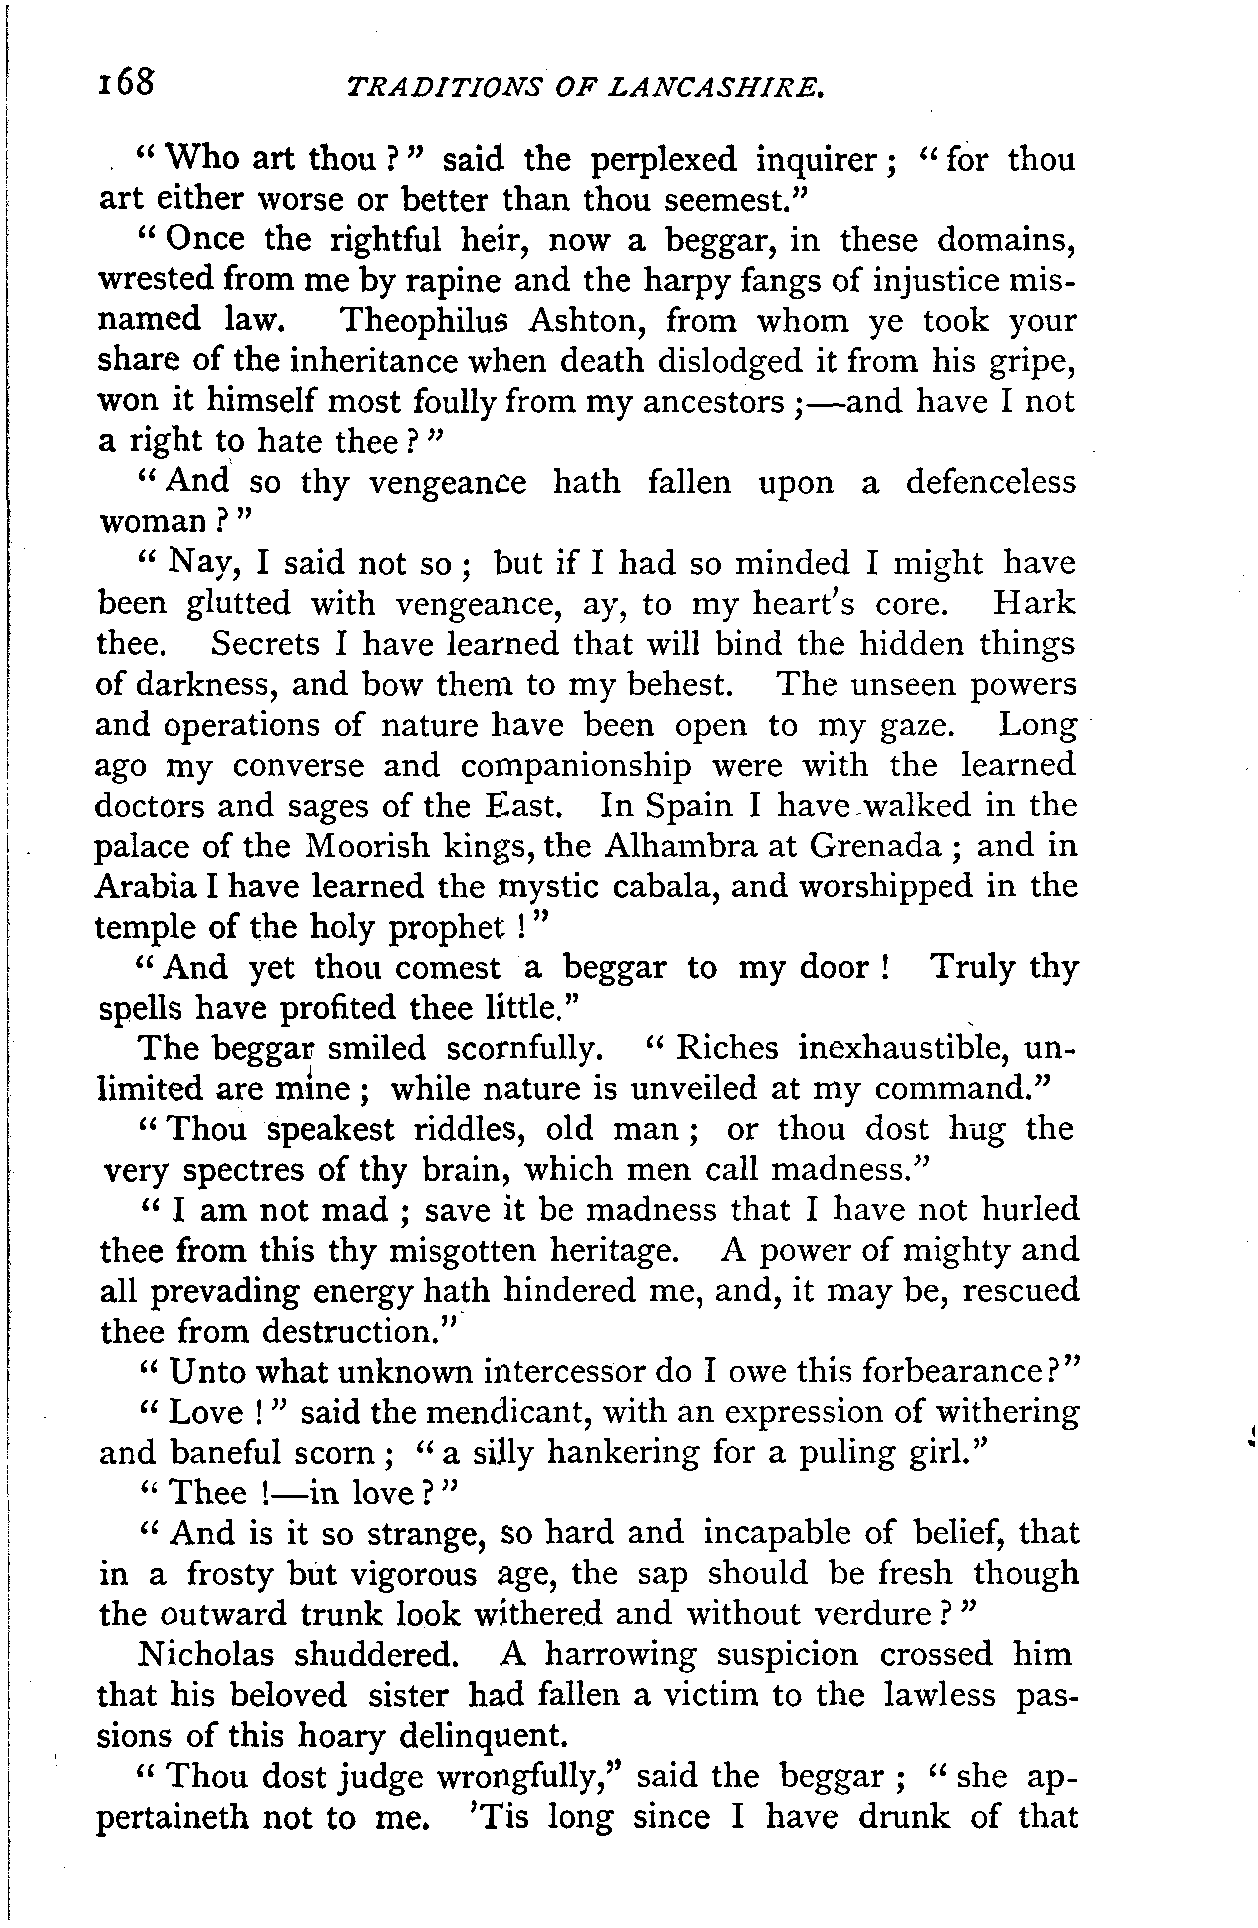 168 TRADITIONS OF LANCASHIRE.
“ Who art thou ? ” said the perplexed inquirer ; “ for thou
art either worse or better than thou seemest.”
“ Once the rightful heir, now a beggar, in these domains,
wrested from me by rapine and the harpy fangs of injustice mis-
named law. Theophilus Ashton, from whom ye took your
share of the inheritance when death dislodged it from his gripe,
won it himself most foully from my ancestors ;—and have I not
a right to hate thee ? ”
“ And so thy vengeance hath fallen upon a defenceless
woman ? ”
“ Nay, I said not so ; but if I had so minded I might have
been glutted with vengeance, ay, to my heart's core. Hark
thee. Secrets I have learned that will bind the hidden things
of darkness, and bow them to my behest. The unseen powers
and operations of nature have been open to my gaze. Long
ago my converse and companionship were with the learned
doctors and sages of the East. In Spain I have walked in the
palace of the Moorish kings, the Alhambra at Grenada ; and in
Arabia I have learned the mystic cabala, and worshipped in the
temple of the holy prophet ! ”
“ And yet thou comest a beggar to my door ! Truly thy
spells have profited thee little.”
The beggar smiled scornfully. “ Riches inexhaustible, un-
limited are mine ; while nature is unveiled at my command.”
“ Thou speakest riddles, old man ; or thou dost hug the
very spectres of thy brain, which men call madness.”
“ I am not mad ; save it be madness that I have not hurled
thee from this thy misgotten heritage. A power of mighty and
all prevading energy hath hindered me, and, it may be, rescued
thee from destruction.”
“ Unto what unknown intercessor do I owe this forbearance?”
“ Love ! ” said the mendicant, with an expression of withering
and baneful scorn ; “ a silly hankering for a puling girl.”
“ Thee !—in love ? ”
“ And is it so strange, so hard and incapable of belief, that
in a frosty but vigorous age, the sap should be fresh though
the outward trunk look withered and without verdure ? ”
Nicholas shuddered. A harrowing suspicion crossed him
that his beloved sister had fallen a victim to the lawless pas-
sions of this hoary delinquent.
“ Thou dost judge wrongfully,” said the beggar ; “ she ap-
pertaineth not to me. ’Tis long since I have drunk of that